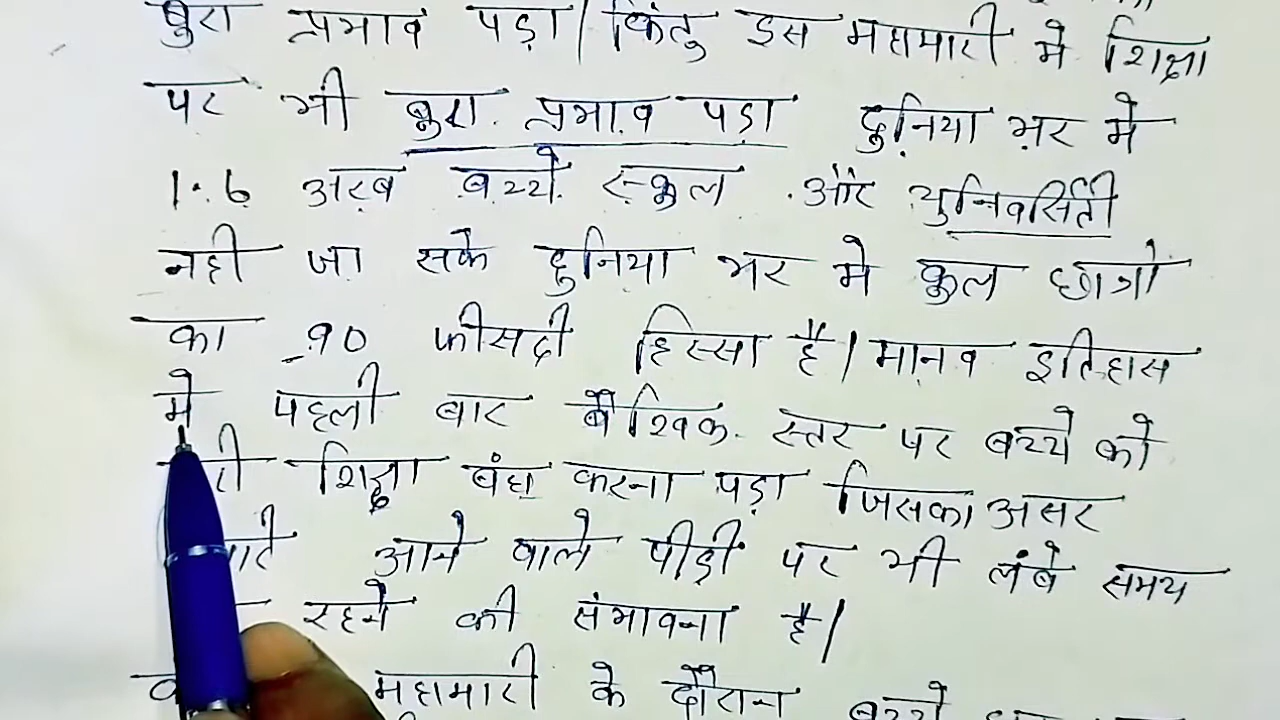 बुरा प्रभाव पड़ा/किंतु इस महामारी मे शिक्षा
पर भी बुरा प्रभाव पड़ा दुनिया भर मे
1.6 अरब बच्चे स्कूल और युनिवर्सिती
नही जा सके दुनिया भर मे कुल छात्रो
का 90 फीसदी हिस्सा है/मानव इतिहास
मे पहली बार वैश्विक स्तर पर बच्चे को
शिक्षा बंध करना पड़ा जिसका असर
आने वाले पीडी पर भी लंबे समय
रहने की संभावना है/
महामारी के दौरान बच्चे